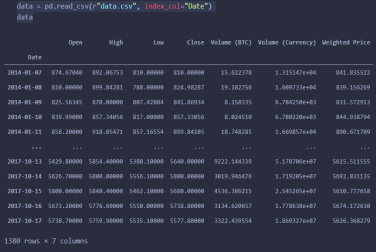 data = pd.read_csv(r"data.csv", index_col="Date")
data
Open High Low Close Volume (BTC) Volume (Currency) Weighted Price
Date
2014-01-07 874.67040 892.06753 810.00000 810.00000 15.622378 1.315147e+04 841.835522
2014-01-08 810.00000 899.84281 788.00000 824.98287 19.182756 1.609733e+04 839.156269
2014-01-09 825.56345 870.00000 807.42084 841.86934 8.158335 6.784250e+03 831.572913
2014-01-10 839.99000 857.34056 817.00000 857.33056 8.024510 6.780220e+03 844.938794
2014-01-11 858.20000 918.05471 857.16554 899.84105 18.748285 1.669857e+04 890.671709
... ... ... ... ... ... ... ...
2017-10-13 5429.80000 5854.40000 5380.10000 5640.00000 9222.144339 5.178706e+07 5615.511555
2017-10-14 5626.70000 5800.00000 5556.10000 5800.00000 3019.946476 1.719205e+07 5692.831135
2017-10-15 5800.00000 5840.40000 5462.10000 5680.00000 4536.386215 2.545265e+07 5610.777658
2017-10-16 5673.20000 5776.60000 5550.00000 5738.80000 3134.620657 1.778638e+07 5674.172630
2017-10-17 5738.70000 5759.90000 5535.10000 5577.80000 3322.439554 1.869327e+07 5626.368279
1380 rows × 7 columns